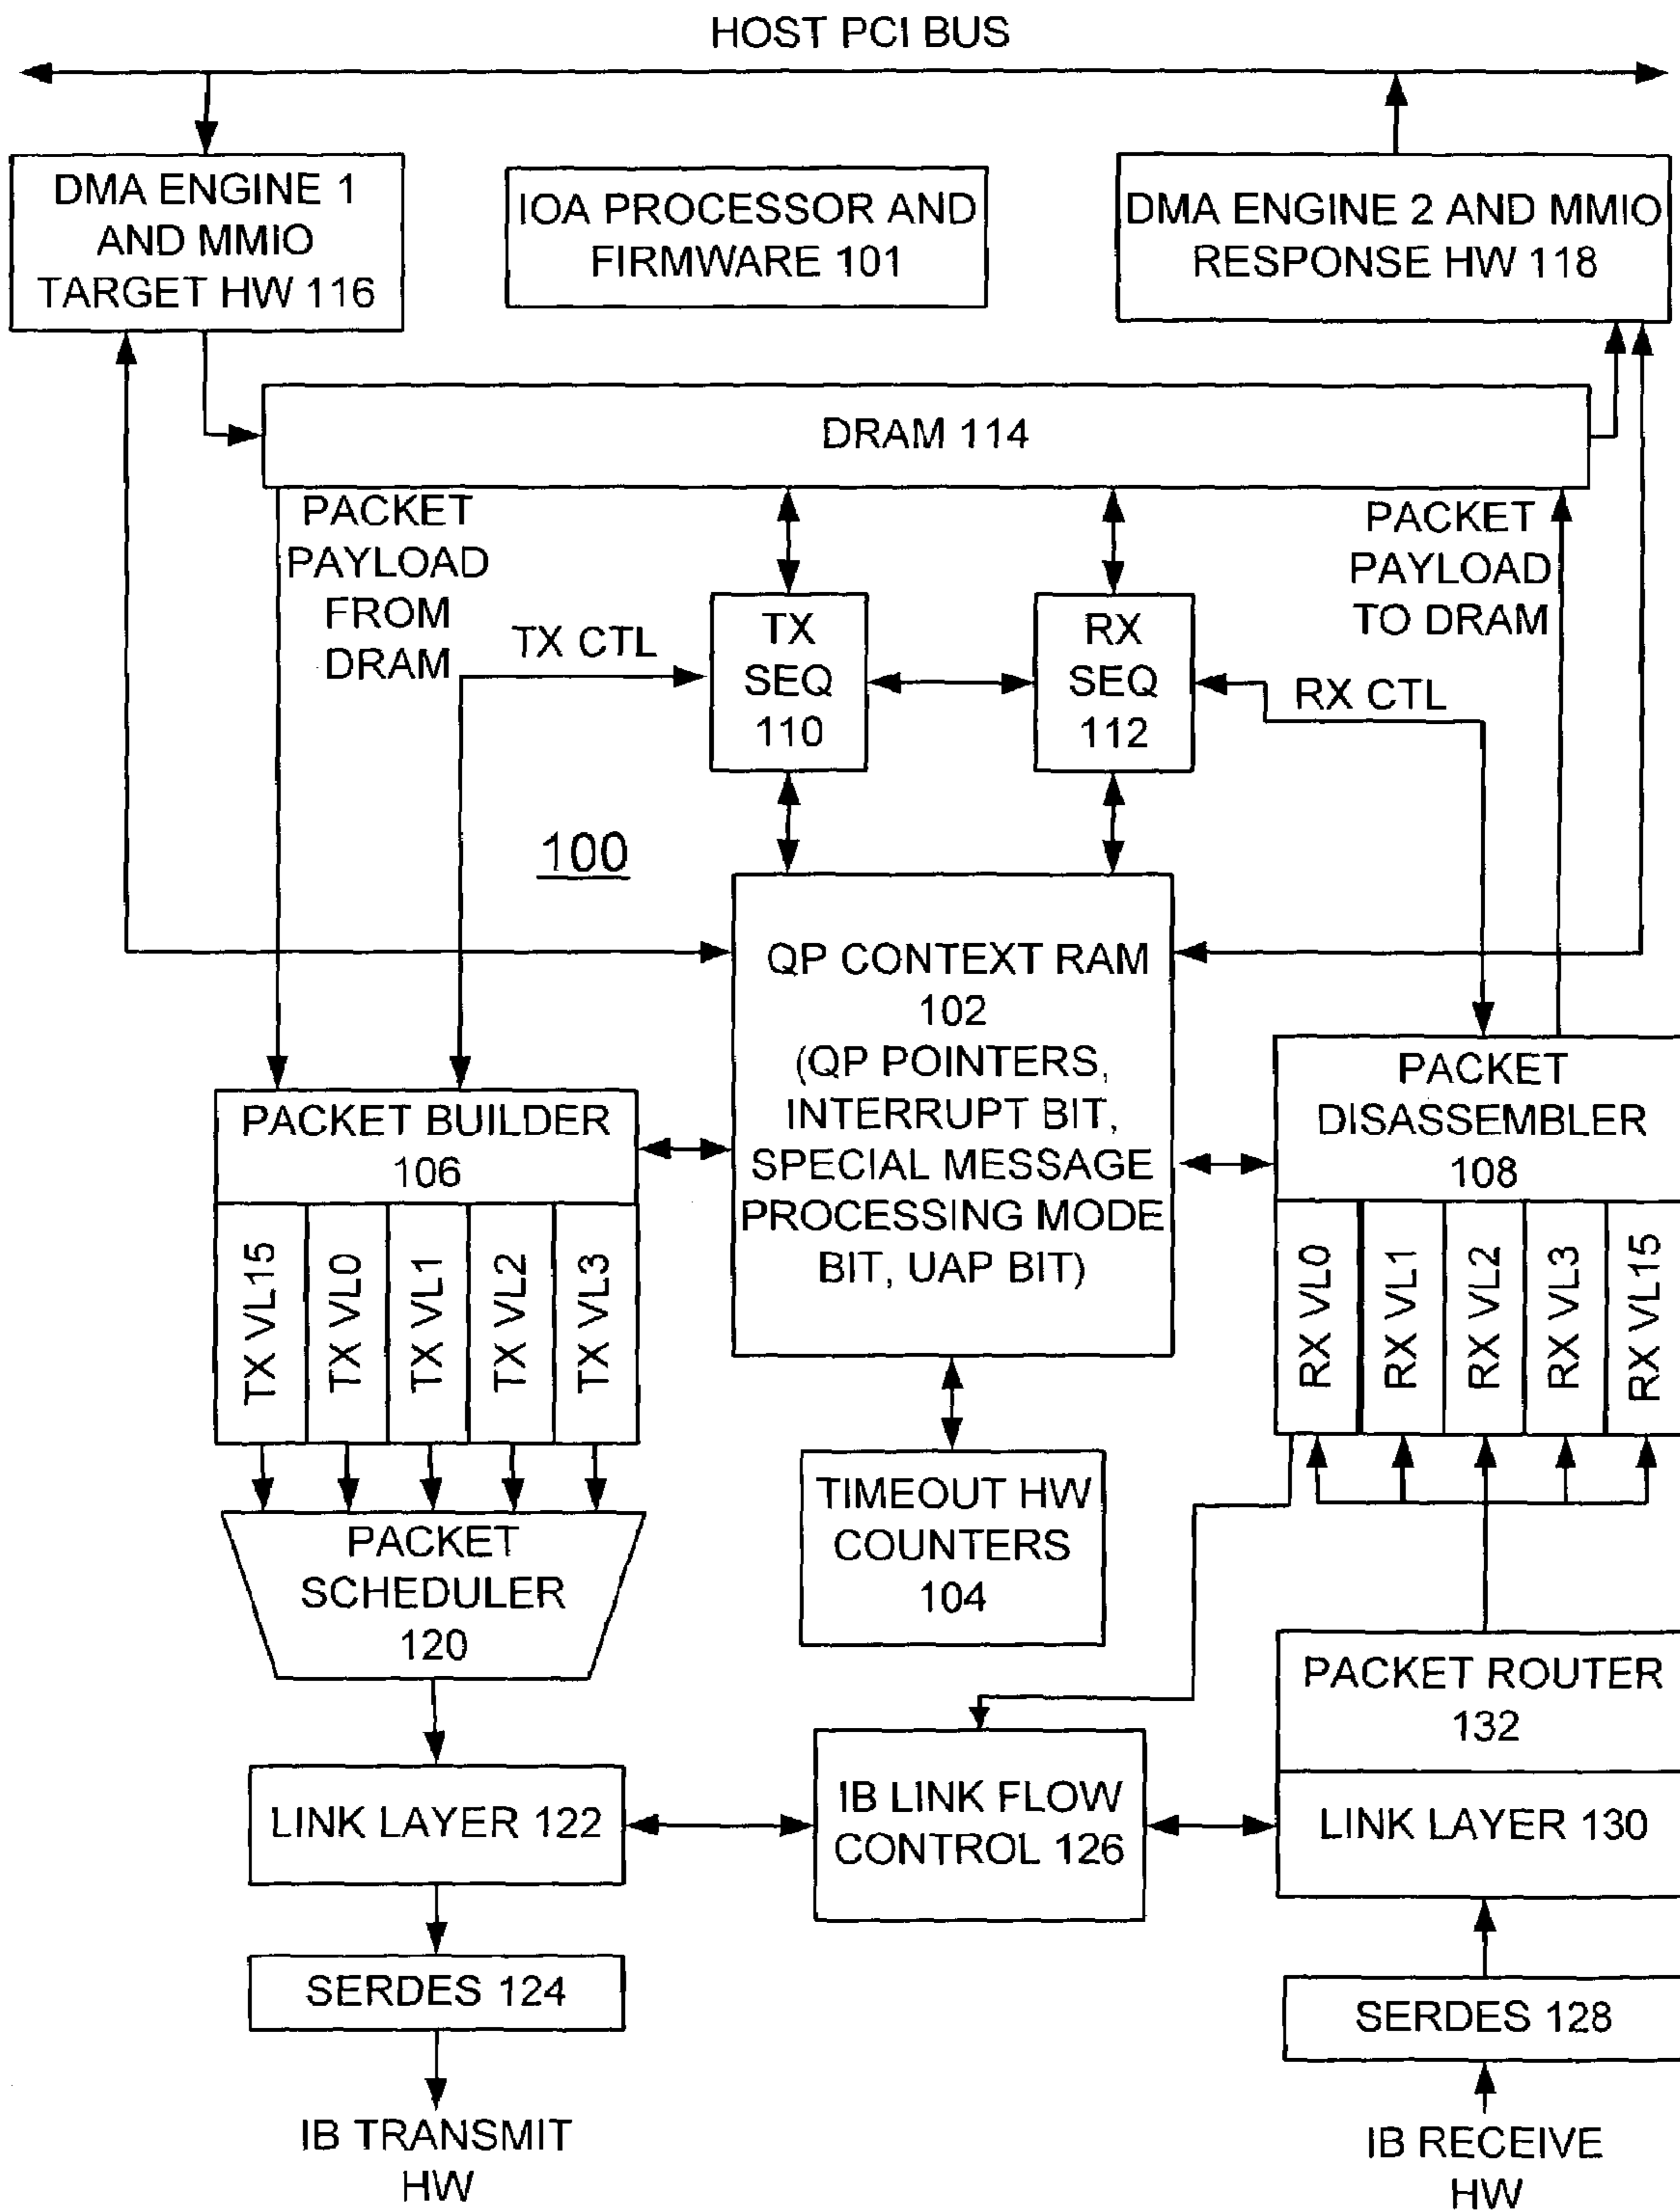 HOST PCI BUS
DMA ENGINE 1
AND MMIO
TARGET HW 116
IOA PROCESSOR AND
FIRMWARE 101
DMA ENGINE 2 AND MMIO
RESPONSE HW 118
DRAM 114
PACKET
PAYLOAD
FROM
DRAM
TX CTL
TX
SEQ
110
RX
SEQ
112
RX CTL
PACKET
PAYLOAD
TO DRAM
100
QP CONTEXT RAM
102
(QP POINTERS,
INTERRUPT BIT,
SPECIAL MESSAGE
PROCESSING MODE
BIT, UAP BIT)
PACKET BUILDER
106
TX VL15
TX VL0
TX VL1
TX VL2
TX VL3
PACKET
DISASSEMBLER
108
RX VL0
RX VL1
RX VL2
RX VL3
RX VL15
PACKET
SCHEDULER
120
TIMEOUT HW
COUNTERS
104
PACKET ROUTER
132
LINK LAYER 122
IB LINK FLOW
CONTROL 126
LINK LAYER 130
SERDES 124
SERDES 128
IB TRANSMIT
HW
IB RECEIVE
HW